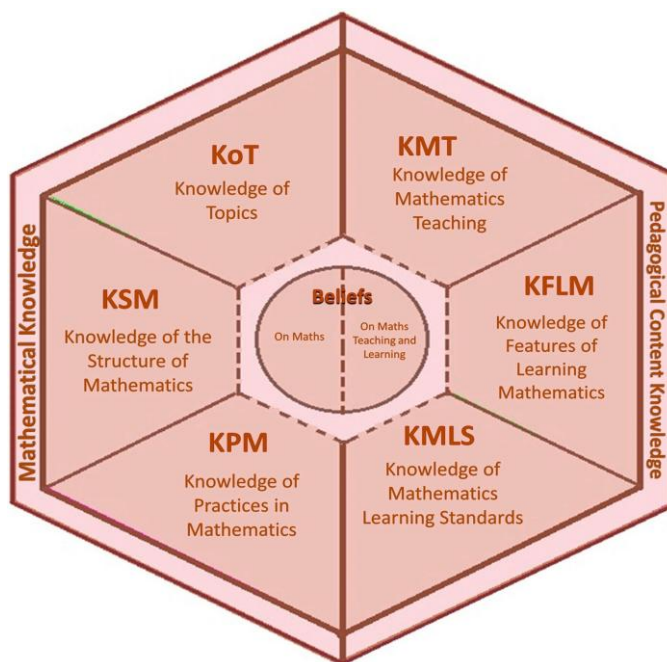 KoT
Knowledge of
Topics
KMT
Knowledge of
Mathematics
Teaching
Mathematical Knowledge
KSM
Knowledge of the
Structure of
Mathematics
Beliefs
On Maths
On Maths
Teaching and
Learning
KFLM
Knowledge of
Features of
Learning
Mathematics
Pedagogical Content Knowledge
KPM
Knowledge of
Practices in
Mathematics
KMLS
Knowledge of
Mathematics
Learning Standards